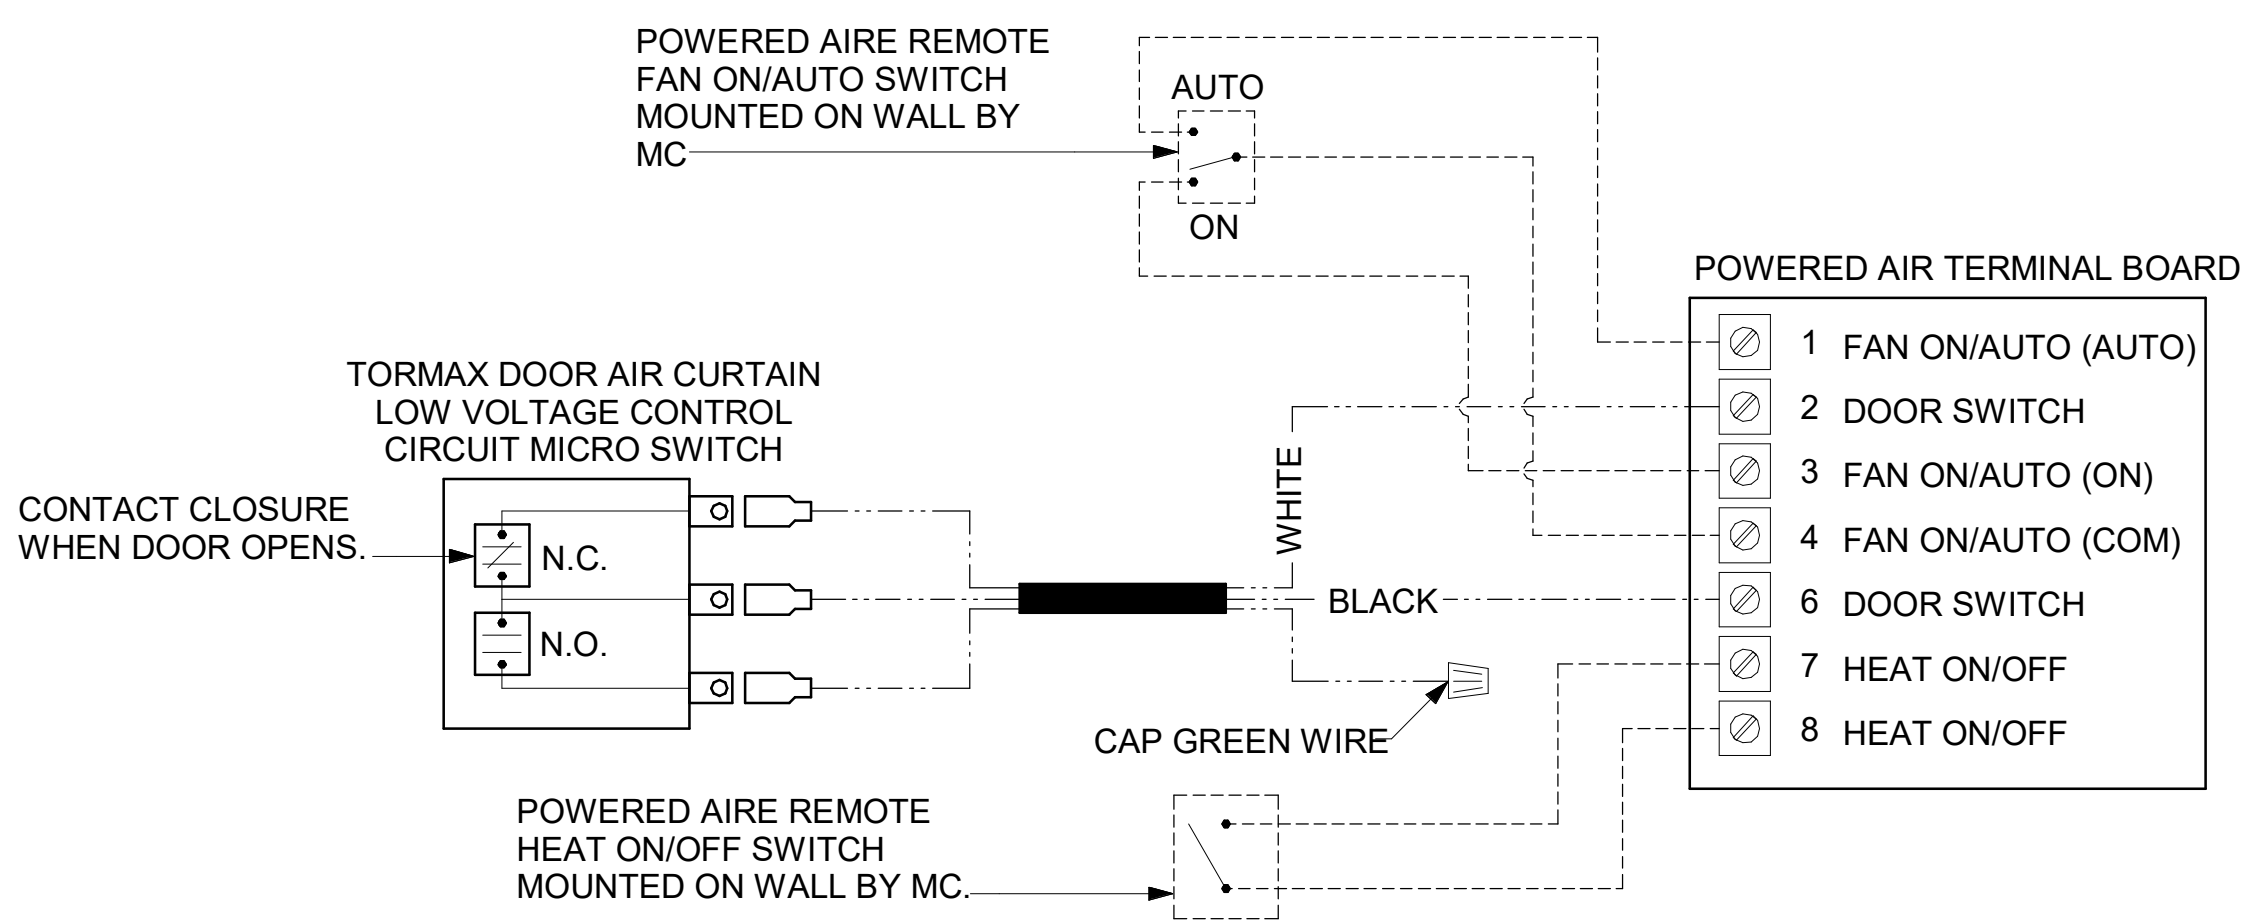 POWERED AIRE REMOTE
FAN ON/AUTO SWITCH
MOUNTED ON WALL BY
MC
AUTO
ON
POWERED AIR TERMINAL BOARD
1 FAN ON/AUTO (AUTO)
2 DOOR SWITCH
3 FAN ON/AUTO (ON)
4 FAN ON/AUTO (COM)
6 DOOR SWITCH
7 HEAT ON/OFF
8 HEAT ON/OFF
TORMAX DOOR AIR CURTAIN
LOW VOLTAGE CONTROL
CIRCUIT MICRO SWITCH
CONTACT CLOSURE
WHEN DOOR OPENS.
N.C.
N.O.
WHITE
BLACK
CAP GREEN WIRE
POWERED AIRE REMOTE
HEAT ON/OFF SWITCH
MOUNTED ON WALL BY MC.